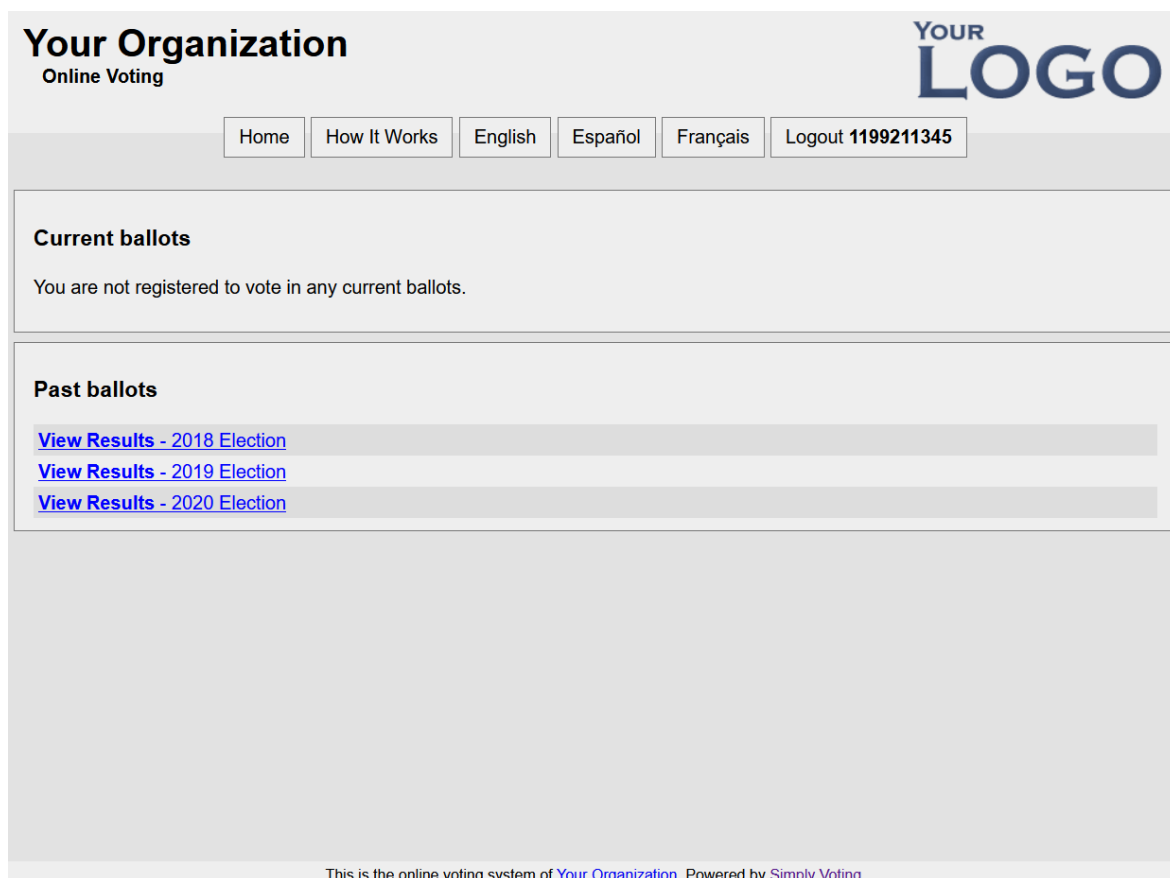 Your Organization
Online Voting
YOUR
LOGO
Home How It Works English Español Français Logout 1199211345
Current ballots
You are not registered to vote in any current ballots.
Past ballots
View Results - 2018 Election
View Results - 2019 Election
View Results - 2020 Election
This is the online voting system of Your Organization. Powered by Simply Voting